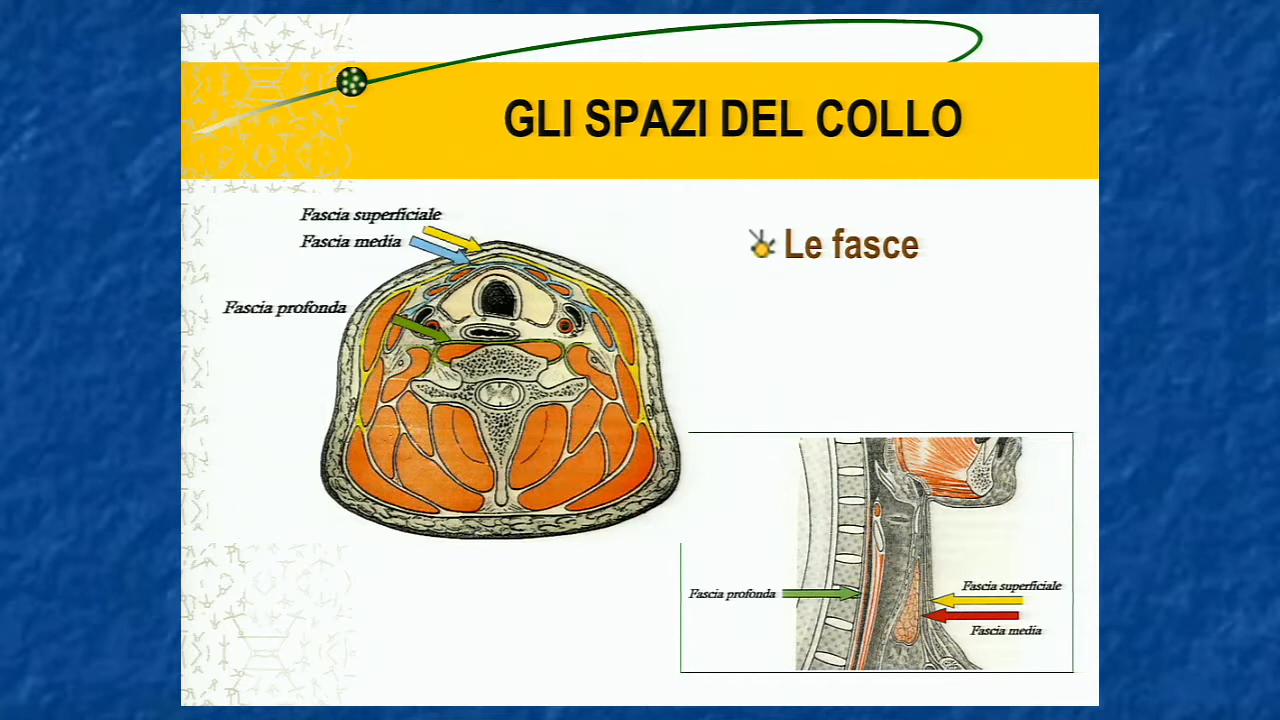 GLI SPAZI DEL COLLO
Fascia superficiale
Fascia media
Fascia profonda
Le fasce
Fascia profonda
Fascia superficiale
Fascia media